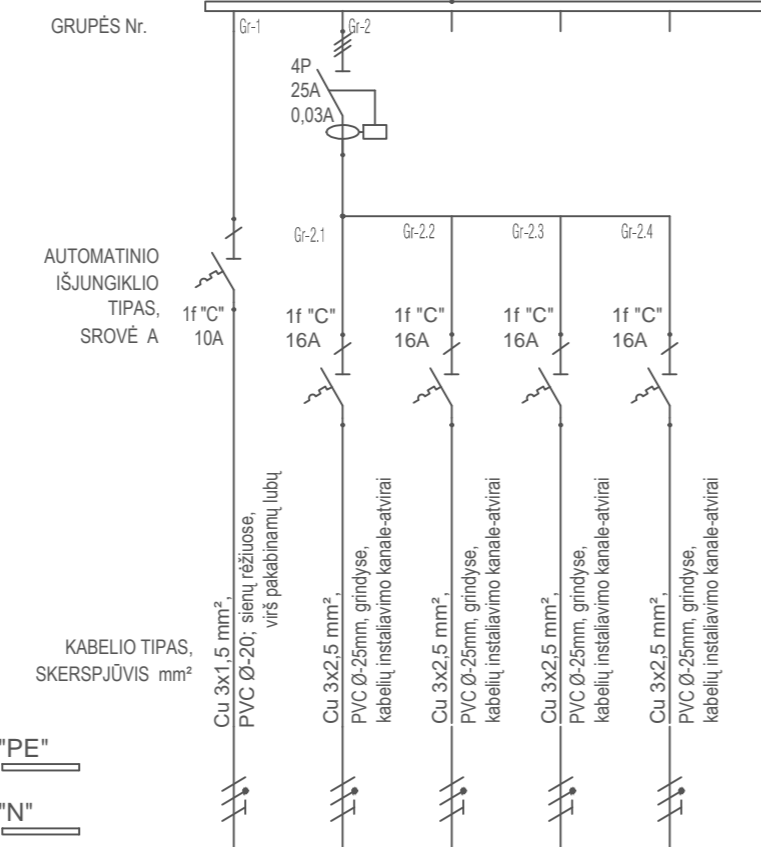 GRUPĖS Nr.
Gr-1
Gr-2
4P
25A
0,03A
Gr-2.1
Gr-2.2
Gr-2.3
Gr-2.4
AUTOMATINIO
IŠJUNGIKLIO
TIPAS,
SROVĖ A
1f "C"
10A
1f "C"
16A
1f "C"
16A
1f "C"
16A
1f "C"
16A
KABELIO TIPAS,
SKERSPJŪVIS mm²
Cu 3x1,5 mm²,
PVC Ø-20; sienų rėžiuose,
virš pakabinamų lubų
Cu 3x2,5 mm²,
PVC Ø-25mm, grindyse,
kabelių instaliavimo kanale-atvirai
Cu 3x2,5 mm²,
PVC Ø-25mm, grindyse,
kabelių instaliavimo kanale-atvirai
Cu 3x2,5 mm²,
PVC Ø-25mm, grindyse,
kabelių instaliavimo kanale-atvirai
Cu 3x2,5 mm²,
PVC Ø-25mm, grindyse,
kabelių instaliavimo kanale-atvirai
"PE"
"N"